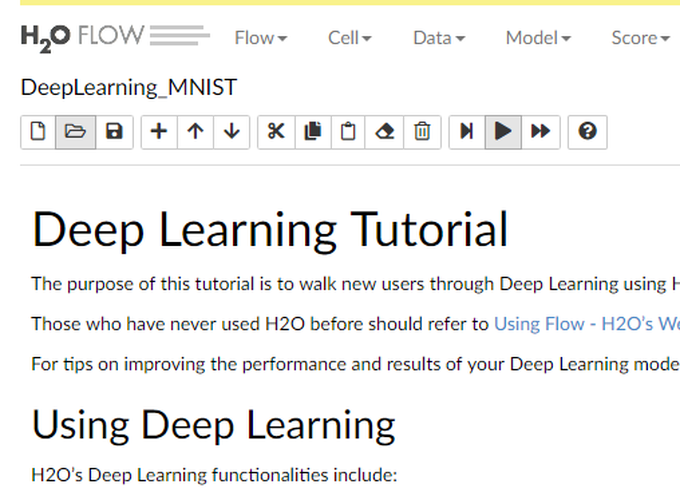 H2O FLOW Flow Cell Data Model Score
DeepLearning_MNIST
Deep Learning Tutorial
The purpose of this tutorial is to walk new users through Deep Learning using H
Those who have never used H2O before should refer to Using Flow - H2O's We
For tips on improving the performance and results of your Deep Learning mode
Using Deep Learning
H2O's Deep Learning functionalities include: